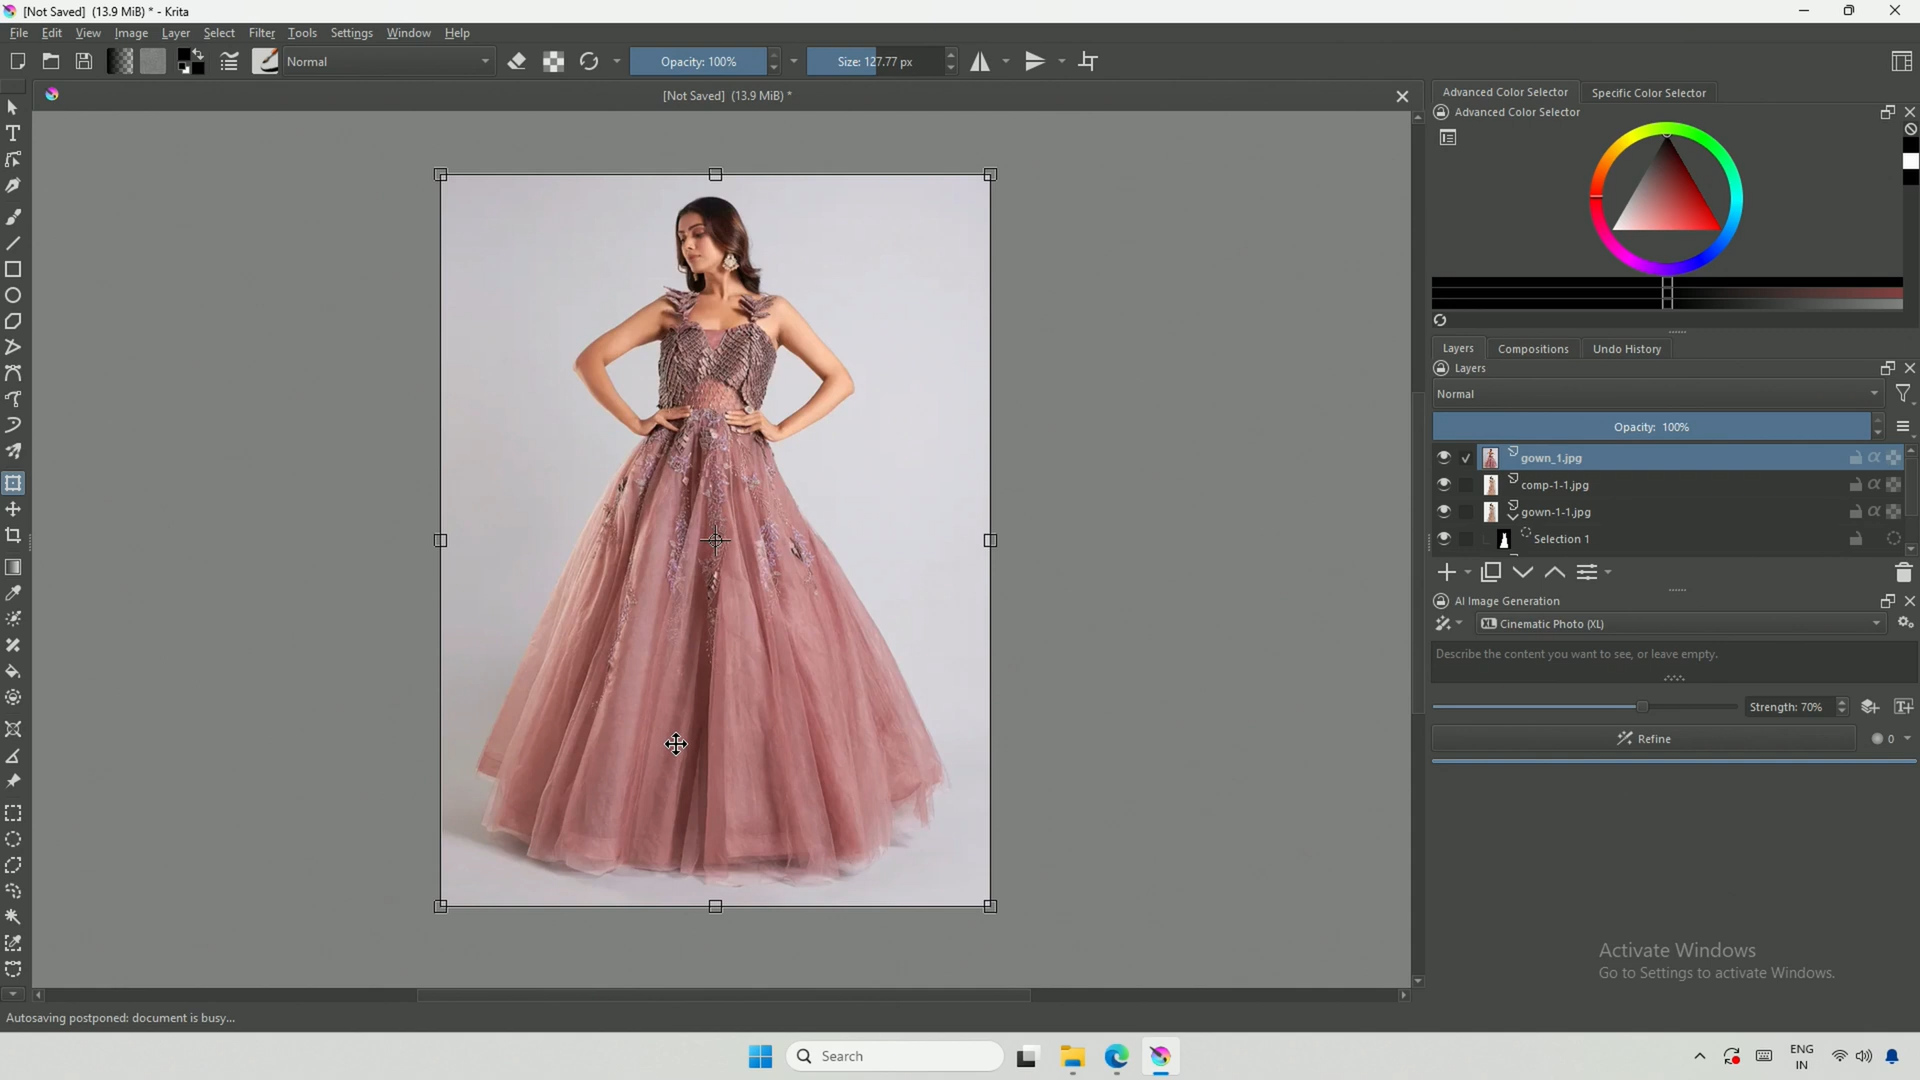 [Not Saved] (13.9 MiB) * - Krita
File Edit View Image Layer Select Filter Tools Settings Window Help
Normal Opacity: 100% Size: 127.77 px
[Not Saved] (13.9 MiB) *
Advanced Color Selector Specific Color Selector
Advanced Color Selector
Layers Compositions Undo History
Layers
Normal
Opacity: 100%
gown_1.jpg
comp-1-1.jpg
gown-1-1.jpg
Selection 1
AI Image Generation
XL Cinematic Photo (XL)
Describe the content you want to see, or leave empty.
Strength: 70%
Refine 0
Activate Windows
Go to Settings to activate Windows.
Autosaving postponed: document is busy...
Search
ENG
IN